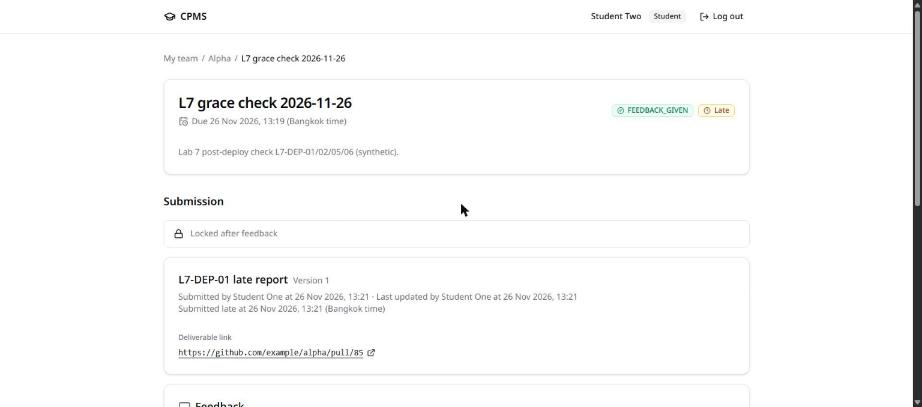 CPMS
Student Two Student Log out
My team / Alpha / L7 grace check 2026-11-26
L7 grace check 2026-11-26
FEEDBACK_GIVEN Late
Due 26 Nov 2026, 13:19 (Bangkok time)
Lab 7 post-deploy check L7-DEP-01/02/05/06 (synthetic).
Submission
Locked after feedback
L7-DEP-01 late report Version 1
Submitted by Student One at 26 Nov 2026, 13:21 · Last updated by Student One at 26 Nov 2026, 13:21
Submitted late at 26 Nov 2026, 13:21 (Bangkok time)
Deliverable link
https://github.com/example/alpha/pull/85
Feedback